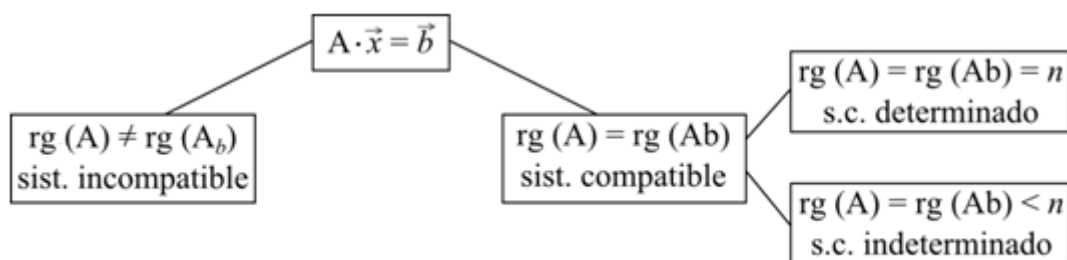 A · x⃗ = b⃗
rg (A) ≠ rg (A_b)
sist. incompatible
rg (A) = rg (Ab)
sist. compatible
rg (A) = rg (Ab) = n
s.c. determinado
rg (A) = rg (Ab) < n
s.c. indeterminado